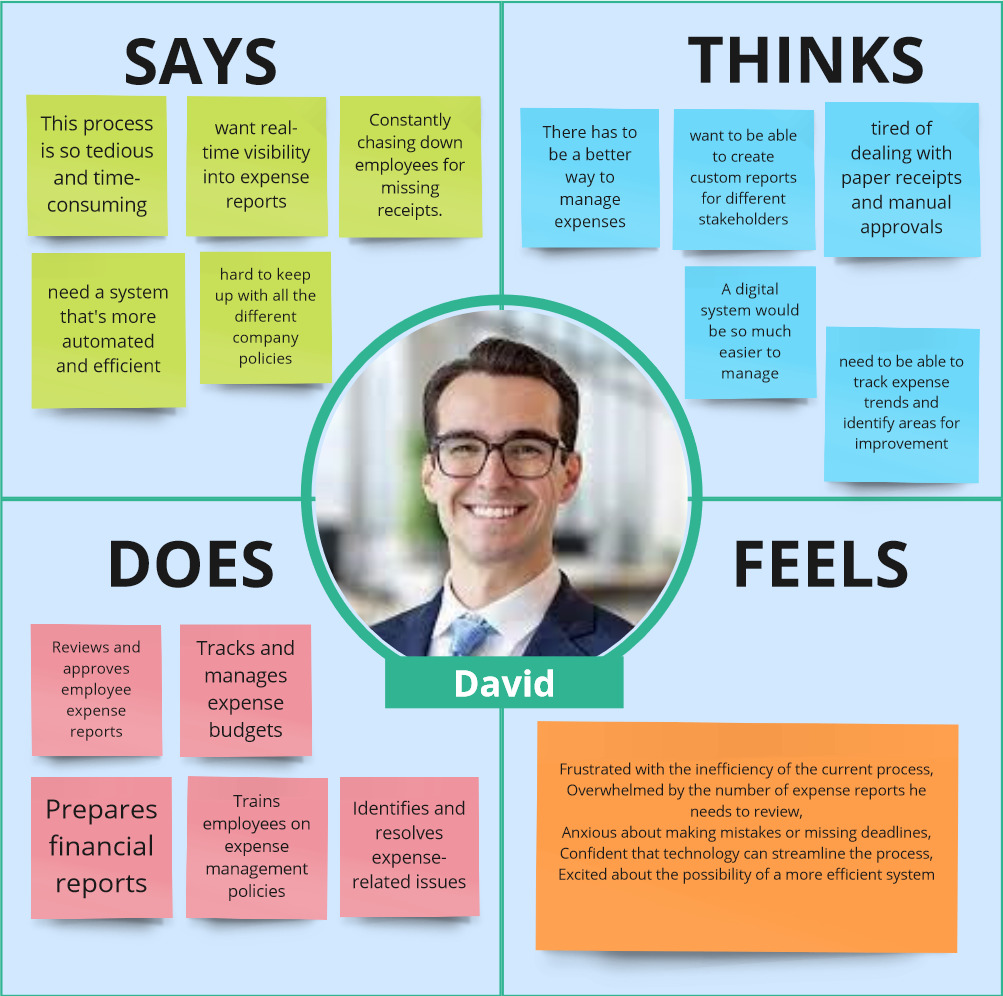 SAYS
This process
is so tedious
and time-
consuming
want real-
time visibility
into expense
reports
Constantly
chasing down
employees for
missing
receipts.
need a system
that's more
automated
and efficient
hard to keep
up with all the
different
company
policies
THINKS
There has to
be a better
way to
manage
expenses
want to be able
to create
custom reports
for different
stakeholders
tired of
dealing with
paper receipts
and manual
approvals
A digital
system would
be so much
easier to
manage
need to be able to
track expense
trends and
identify areas for
improvement
David
DOES
Reviews and
approves
employee
expense
reports
Tracks and
manages
expense
budgets
Prepares
financial
reports
Trains
employees on
expense
management
policies
Identifies and
resolves
expense-
related issues
FEELS
Frustrated with the inefficiency of the current process,
Overwhelmed by the number of expense reports he
needs to review,
Anxious about making mistakes or missing deadlines,
Confident that technology can streamline the process,
Excited about the possibility of a more efficient system